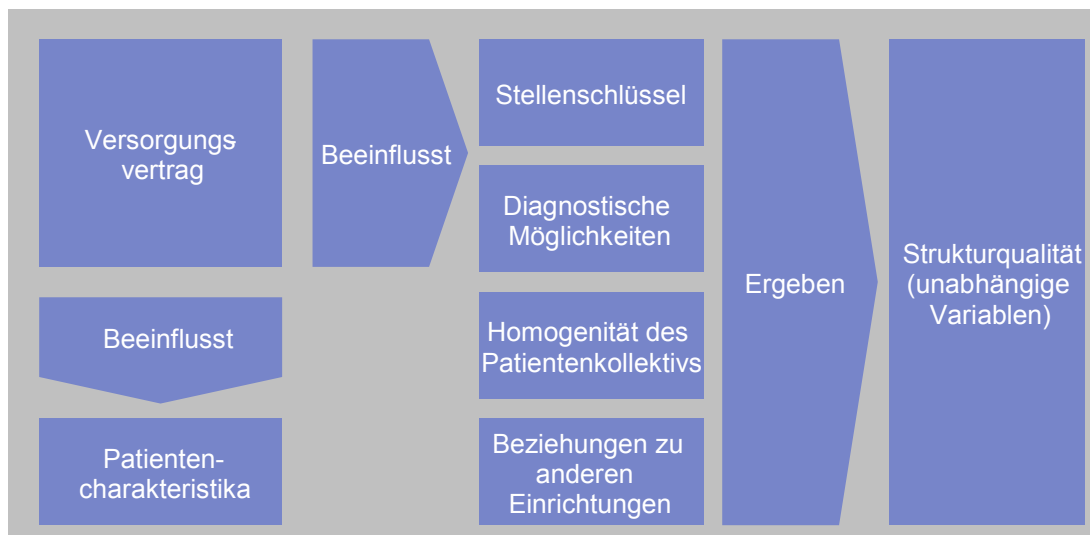 Versorgungs-
vertrag
Beeinflusst
Patienten-
charakteristika
Beeinflusst
Stellenschlüssel
Diagnostische
Möglichkeiten
Homogenität des
Patientenkollektivs
Beziehungen zu
anderen
Einrichtungen
Ergeben
Strukturqualität
(unabhängige
Variablen)